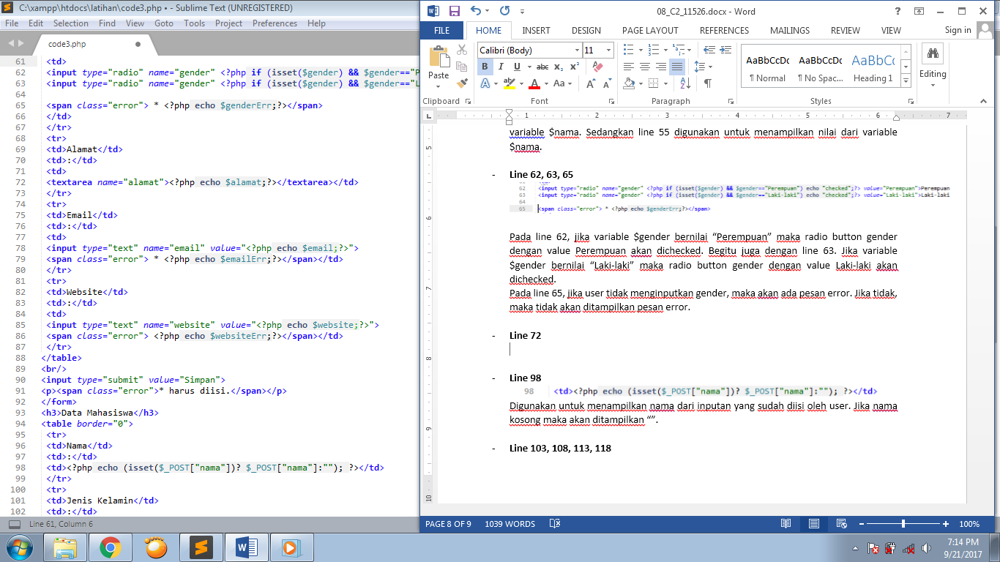 C:\xampp\htdocs\latihan\code3.php • - Sublime Text (UNREGISTERED)
File Edit Selection Find View Goto Tools Project Preferences Help
code3.php
61 <td>
62 <input type="radio" name="gender" <?php if (isset($gender) && $gender=="P
63 <input type="radio" name="gender" <?php if (isset($gender) && $gender=="L
64
65 <span class="error"> * <?php echo $genderErr;?></span>
66 </td>
67 </tr>
68 <tr>
69 <td>Alamat</td>
70 <td>:</td>
71 <td>
72 <textarea name="alamat"><?php echo $alamat;?></textarea></td>
73 </tr>
74 <tr>
75 <td>Email</td>
76 <td>:</td>
77 <td>
78 <input type="text" name="email" value="<?php echo $email;?>">
79 <span class="error"> * <?php echo $emailErr;?></span></td>
80 </tr>
81 <tr>
82 <td>Website</td>
83 <td>:</td>
84 <td>
85 <input type="text" name="website" value="<?php echo $website;?>">
86 <span class="error"> <?php echo $websiteErr;?></span></td>
87 </tr>
88 </table>
89 <br/>
90 <input type="submit" value="Simpan">
91 <p><span class="error">* harus diisi.</span></p>
92 </form>
93 <h3>Data Mahasiswa</h3>
94 <table border="0">
95 <tr>
96 <td>Nama</td>
97 <td>:</td>
98 <td><?php echo (isset($_POST["nama"])? $_POST["nama"]:""); ?></td>
99 </tr>
100 <tr>
101 <td>Jenis Kelamin</td>
102 <td>:</td>
Line 61, Column 6
08_C2_11526.docx - Word
FILE HOME INSERT DESIGN PAGE LAYOUT REFERENCES MAILINGS REVIEW VIEW Sign in
Calibri (Body) 11
Paste
B I U abc x₂ x²
A Aa A A
AaBbCcDc AaBbCcDc AaBbCc
¶ Normal ¶ No Spac... Heading 1
Editing
Clipboard Font Paragraph Styles
1 2 3 4 5 6 7
5
6
7
8
9
10
variable $nama. Sedangkan line 55 digunakan untuk menampilkan nilai dari variable
$nama.
- Line 62, 63, 65
62 <input type="radio" name="gender" <?php if (isset($gender) && $gender=="Perempuan") echo "checked";?> value="Perempuan">Perempuan
63 <input type="radio" name="gender" <?php if (isset($gender) && $gender=="Laki-laki") echo "checked";?> value="Laki-laki">Laki-laki
64
65 <span class="error"> * <?php echo $genderErr;?></span>
Pada line 62, jika variable $gender bernilai “Perempuan” maka radio button gender
dengan value Perempuan akan dichecked. Begitu juga dengan line 63. Jika variable
$gender bernilai “Laki-laki” maka radio button gender dengan value Laki-laki akan
dichecked.
Pada line 65, jika user tidak menginputkan gender, maka akan ada pesan error. Jika tidak,
maka tidak akan ditampilkan pesan error.
- Line 72
- Line 98
98 <td><?php echo (isset($_POST["nama"])? $_POST["nama"]:""); ?></td>
Digunakan untuk menampilkan nama dari inputan yang sudah diisi oleh user. Jika nama
kosong maka akan ditampilkan “”.
- Line 103, 108, 113, 118
PAGE 8 OF 9 1039 WORDS 100%
7:14 PM
9/21/2017